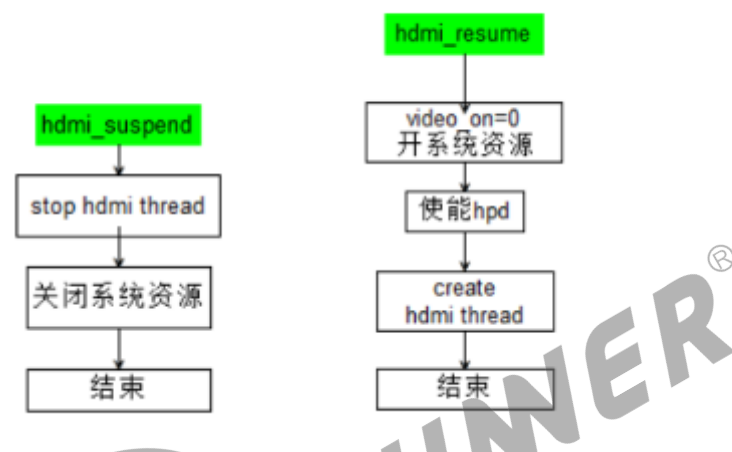 hdmi_suspend
stop hdmi thread
关闭系统资源
结束
hdmi_resume
video_on=0
开系统资源
使能hpd
create
hdmi thread
结束
®